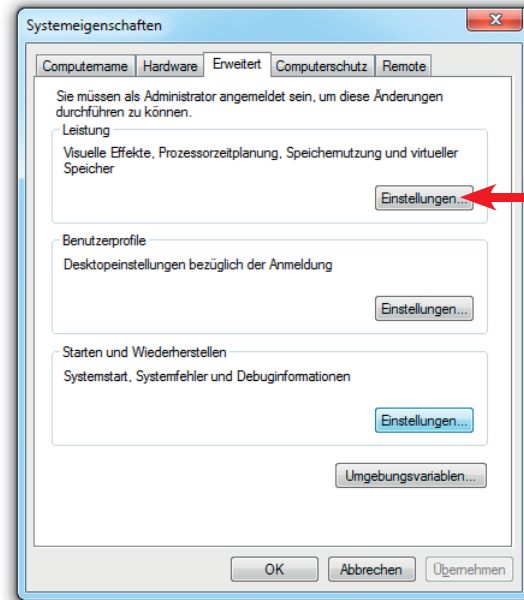 Systemeigenschaften
Computername Hardware Erweitert Computerschutz Remote
Sie müssen als Administrator angemeldet sein, um diese Änderungen
durchführen zu können.
Leistung
Visuelle Effekte, Prozessorzeitplanung, Speichernutzung und virtueller
Speicher
Einstellungen...
Benutzerprofile
Desktopeinstellungen bezüglich der Anmeldung
Einstellungen...
Starten und Wiederherstellen
Systemstart, Systemfehler und Debuginformationen
Einstellungen...
Umgebungsvariablen...
OK Abbrechen Übernehmen